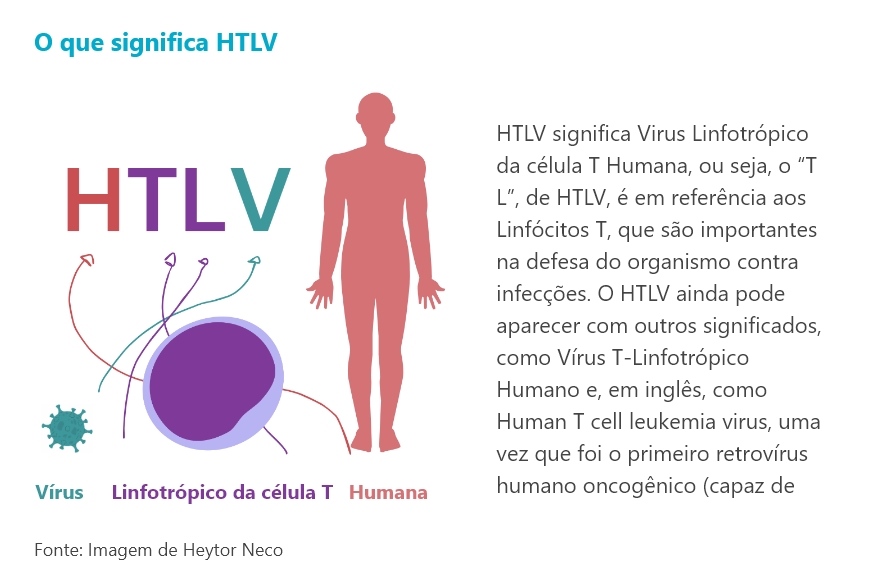 O que significa HTLV
HTLV
Vírus
Linfotrópico da célula T
Humana
Fonte: Imagem de Heytor Neco
HTLV significa Virus Linfotrópico
da célula T Humana, ou seja, o “T
L”, de HTLV, é em referência aos
Linfócitos T, que são importantes
na defesa do organismo contra
infecções. O HTLV ainda pode
aparecer com outros significados,
como Vírus T-Linfotrópico
Humano e, em inglês, como
Human T cell leukemia virus, uma
vez que foi o primeiro retrovírus
humano oncogênico (capaz de